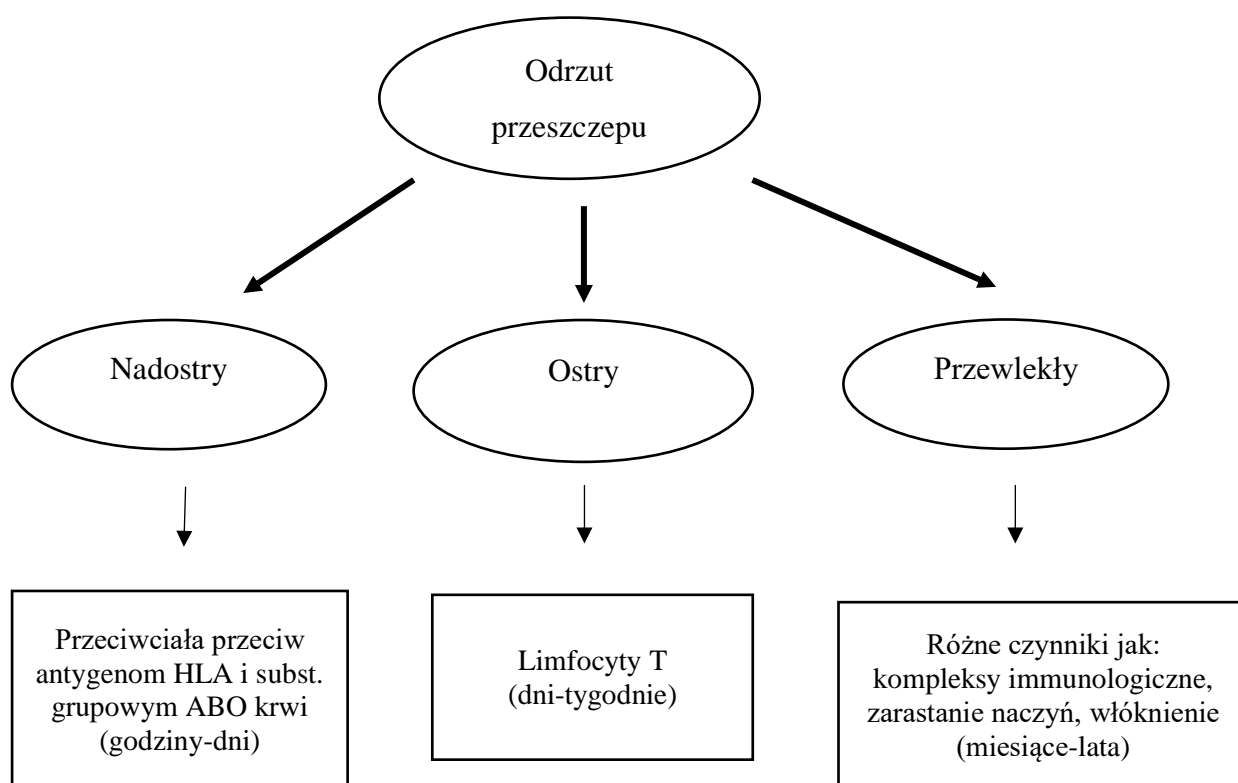 Odrzut
przeszczepu
Nadostry
Ostry
Przewlekły
Przeciwciała przeciw
antygenom HLA i subst.
grupowym ABO krwi
(godziny-dni)
Limfocyty T
(dni-tygodnie)
Różne czynniki jak:
kompleksy immunologiczne,
zarastanie naczyń, włóknienie
(miesiące-lata)